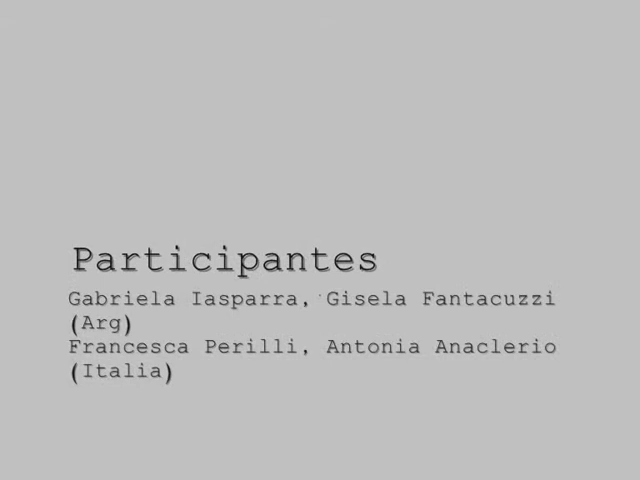 Participantes
Gabriela Iasparra, Gisela Fantacuzzi
(Arg)
Francesca Perilli, Antonia Anaclerio
(Italia)